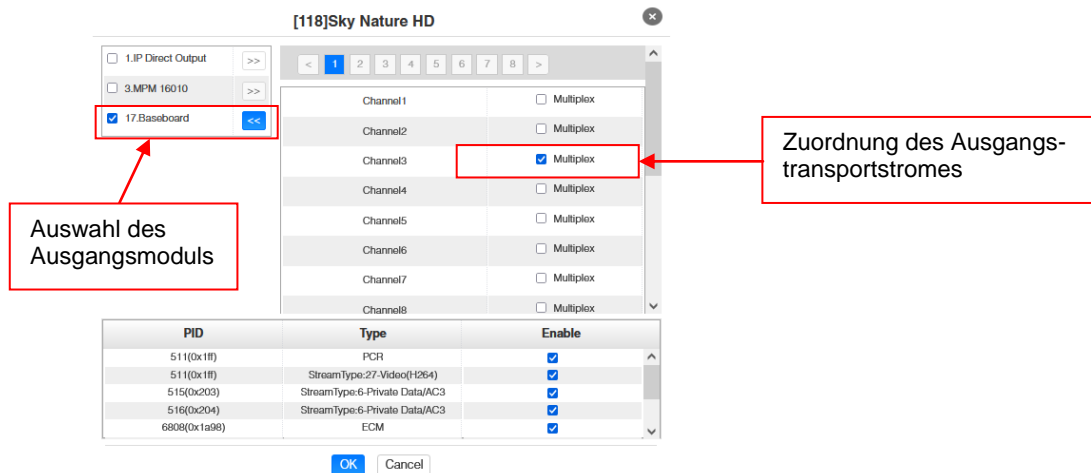 [118]Sky Nature HD
1.IP Direct Output >>
3.MPM 16010 >>
17.Baseboard <<
< 1 2 3 4 5 6 7 8 >
Channel1 Multiplex
Channel2 Multiplex
Channel3 Multiplex
Channel4 Multiplex
Channel5 Multiplex
Channel6 Multiplex
Channel7 Multiplex
Channel8 Multiplex
Auswahl des
Ausgangsmoduls
Zuordnung des Ausgangs-
transportstromes
PID Type Enable
511(0x1ff) PCR
511(0x1ff) StreamType:27-Video(H264)
515(0x203) StreamType:6-Private Data/AC3
516(0x204) StreamType:6-Private Data/AC3
6808(0x1a98) ECM
OK Cancel